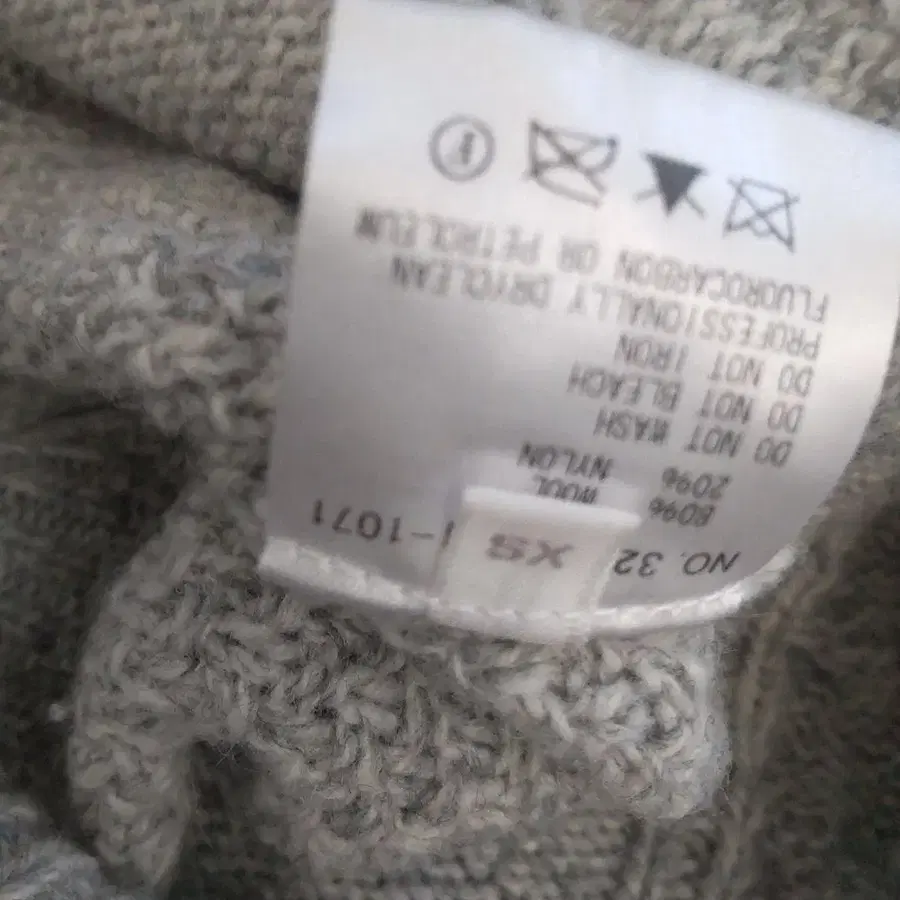 NO. 32
1-1071
XS
80% WOOL
20% NYLON
DO NOT WASH
DO NOT BLEACH
DO NOT IRON
PROFESSIONALLY DRYCLEAN
FLUOROCARBON OR PETROLEUM